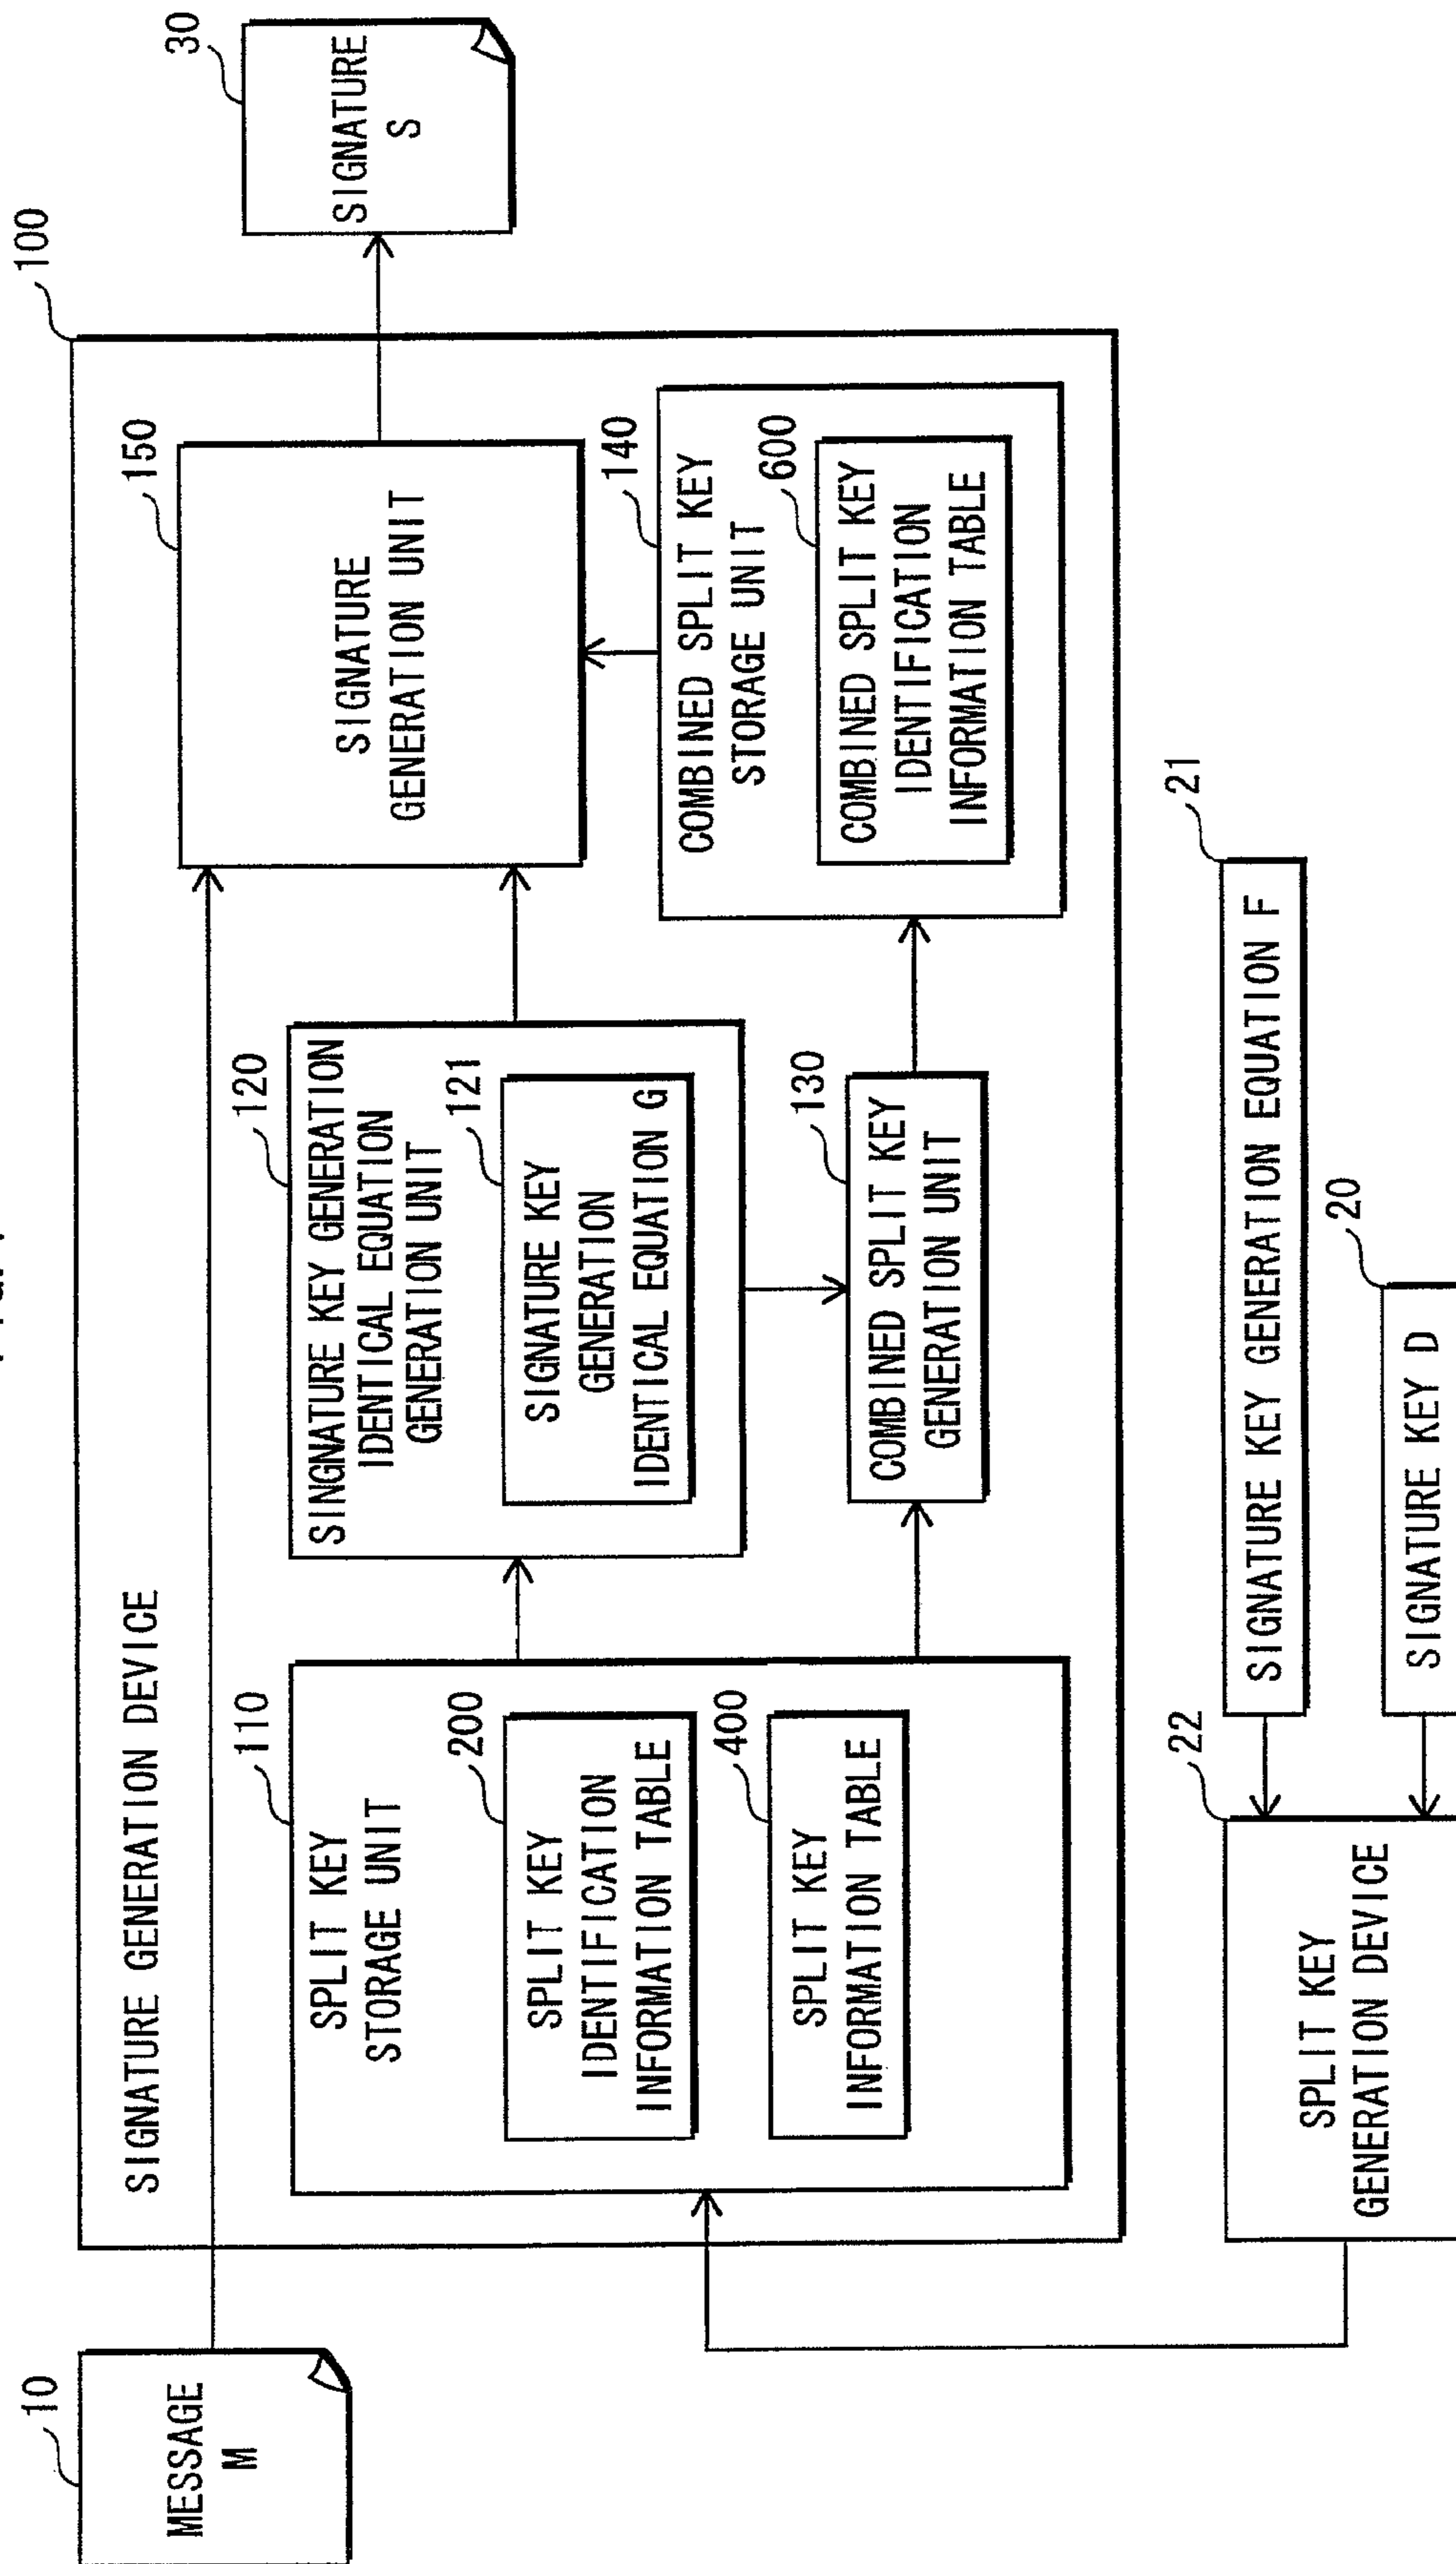 10
MESSAGE
M
100
SIGNATURE GENERATION DEVICE
110
SPLIT KEY
STORAGE UNIT
200
SPLIT KEY
IDENTIFICATION
INFORMATION TABLE
400
SPLIT KEY
INFORMATION TABLE
120
SINGNATURE KEY GENERATION
IDENTICAL EQUATION
GENERATION UNIT
121
SIGNATURE KEY
GENERATION
IDENTICAL EQUATION G
130
COMBINED SPLIT KEY
GENERATION UNIT
150
SIGNATURE
GENERATION UNIT
140
COMBINED SPLIT KEY
STORAGE UNIT
600
COMBINED SPLIT KEY
IDENTIFICATION
INFORMATION TABLE
30
SIGNATURE
S
22
SPLIT KEY
GENERATION DEVICE
21
SIGNATURE KEY GENERATION EQUATION F
20
SIGNATURE KEY D